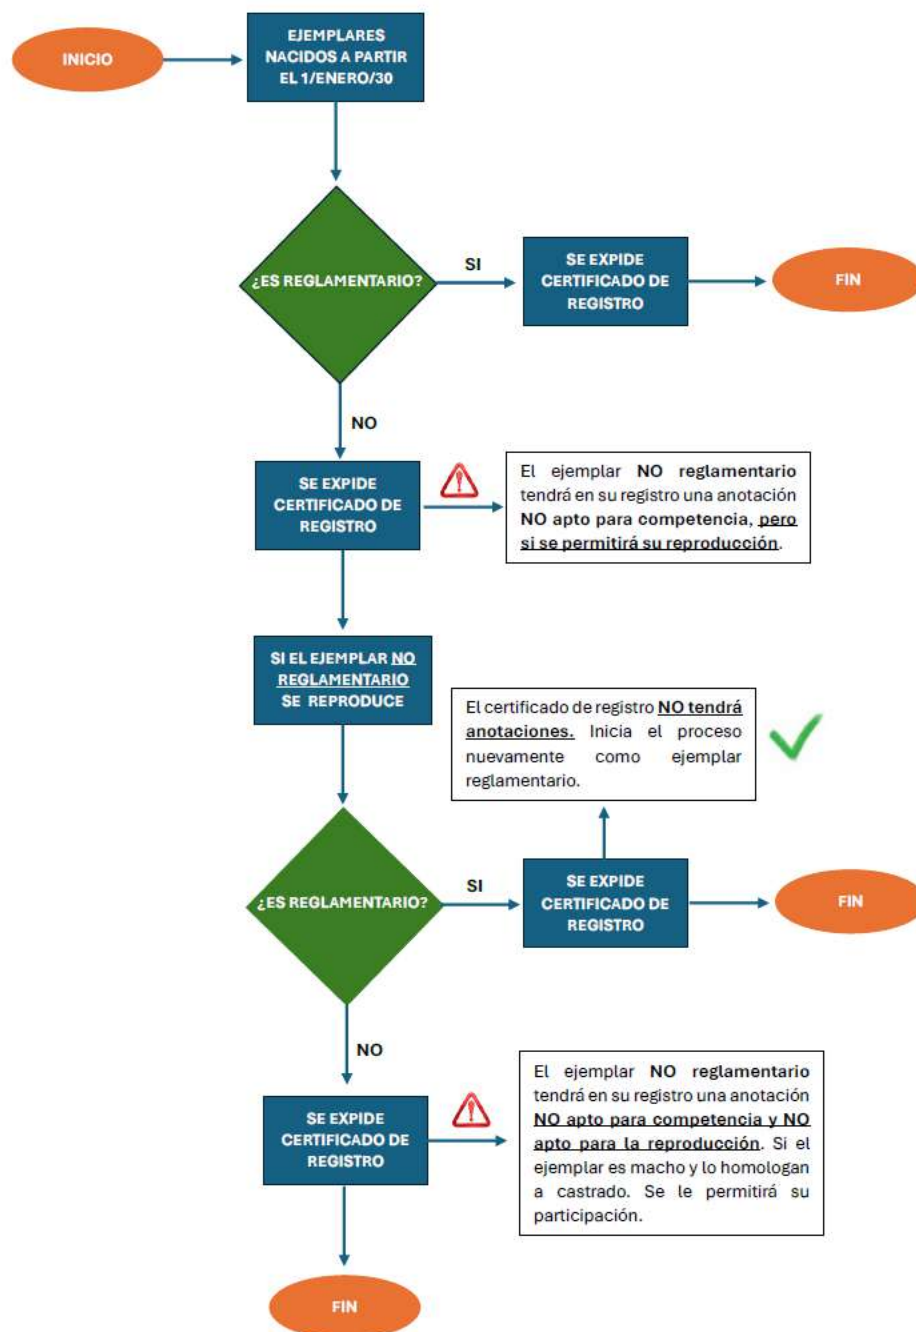 INICIO
EJEMPLARES
NACIDOS A PARTIR
EL 1/ENERO/30
¿ES REGLAMENTARIO?
SI
SE EXPIDE
CERTIFICADO DE
REGISTRO
FIN
NO
SE EXPIDE
CERTIFICADO DE
REGISTRO
El ejemplar NO reglamentario
tendrá en su registro una anotación
NO apto para competencia, pero
si se permitirá su reproducción.
SI EL EJEMPLAR NO
REGLAMENTARIO
SE REPRODUCE
El certificado de registro NO tendrá
anotaciones. Inicia el proceso
nuevamente como ejemplar
reglamentario.
¿ES REGLAMENTARIO?
SI
SE EXPIDE
CERTIFICADO DE
REGISTRO
FIN
NO
SE EXPIDE
CERTIFICADO DE
REGISTRO
El ejemplar NO reglamentario
tendrá en su registro una anotación
NO apto para competencia y NO
apto para la reproducción. Si el
ejemplar es macho y lo homologan
a castrado. Se le permitirá su
participación.
FIN